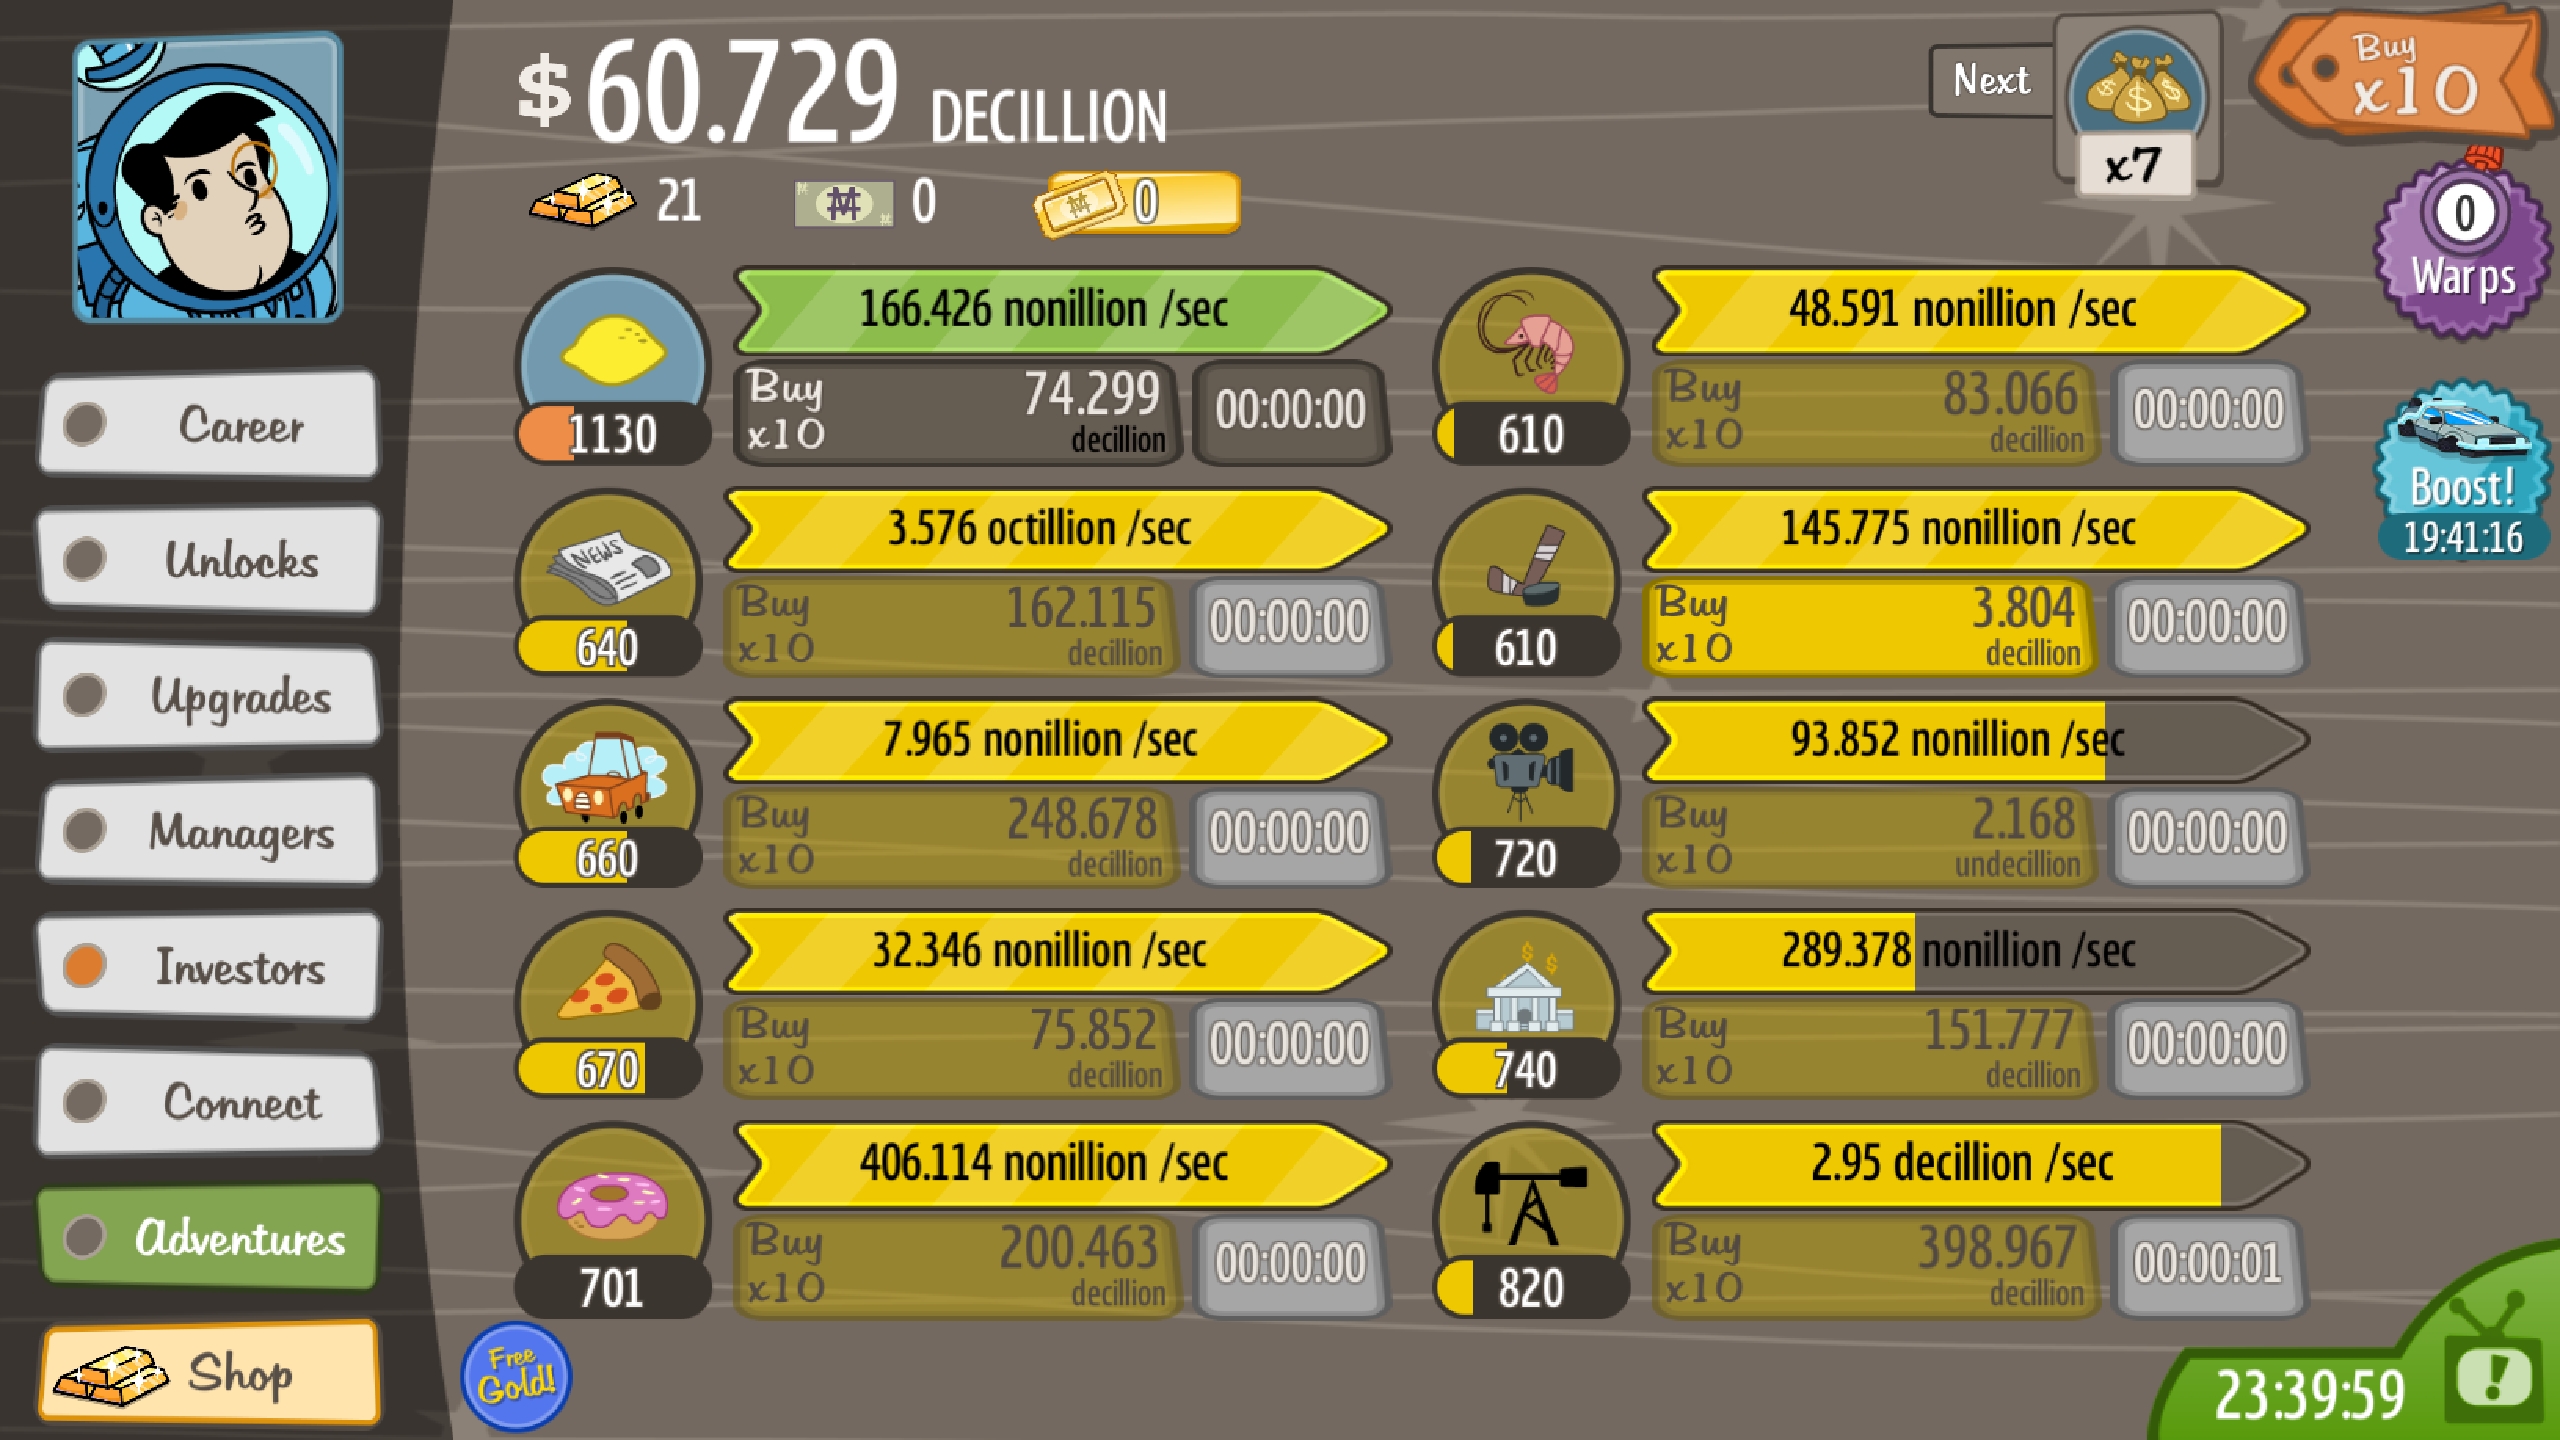 $60.729 DECILLION
21
0
0
Next
x7
Buy
x10
0
Warps
Boost!
19:41:16
Career
Unlocks
Upgrades
Managers
Investors
Connect
Adventures
Shop
166.426 nonillion /sec
Buy
x10
74.299
decillion
00:00:00
1130
NEWS
3.576 octillion /sec
Buy
x10
162.115
decillion
00:00:00
640
7.965 nonillion /sec
Buy
x10
248.678
decillion
00:00:00
660
32.346 nonillion /sec
Buy
x10
75.852
decillion
00:00:00
670
406.114 nonillion /sec
Buy
x10
200.463
decillion
00:00:00
701
48.591 nonillion /sec
Buy
x10
83.066
decillion
00:00:00
610
145.775 nonillion /sec
Buy
x10
3.804
decillion
00:00:00
610
93.852 nonillion /sec
Buy
x10
2.168
undecillion
00:00:00
720
289.378 nonillion /sec
Buy
x10
151.777
decillion
00:00:00
740
2.95 decillion /sec
Buy
x10
398.967
decillion
00:00:01
820
Free
Gold!
23:39:59
!